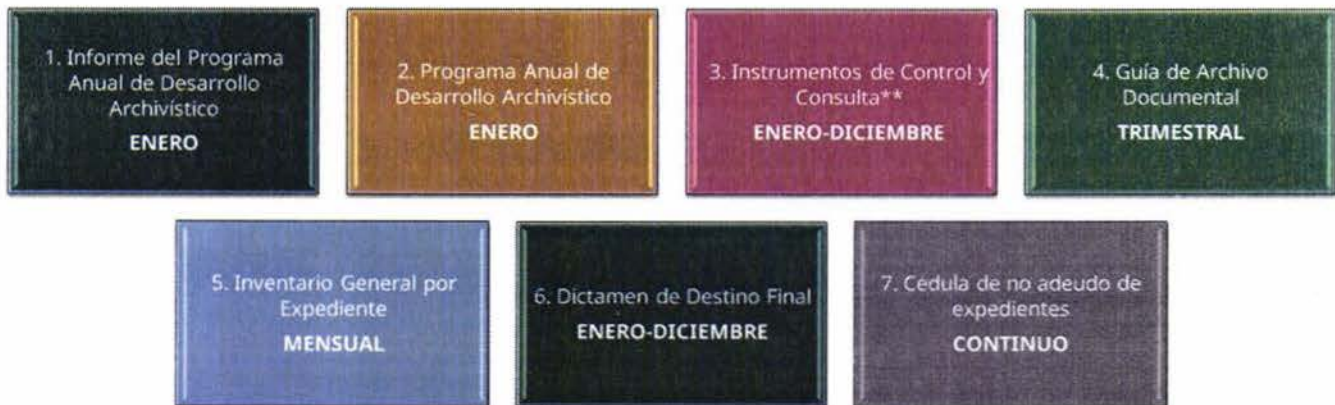 1. Informe del Programa
Anual de Desarrollo
Archivístico
ENERO
2. Programa Anual de
Desarrollo Archivístico
ENERO
3. Instrumentos de Control y
Consulta**
ENERO-DICIEMBRE
4. Guía de Archivo
Documental
TRIMESTRAL
5. Inventario General por
Expediente
MENSUAL
6. Dictamen de Destino Final
ENERO-DICIEMBRE
7. Cédula de no adeudo de
expedientes
CONTINUO